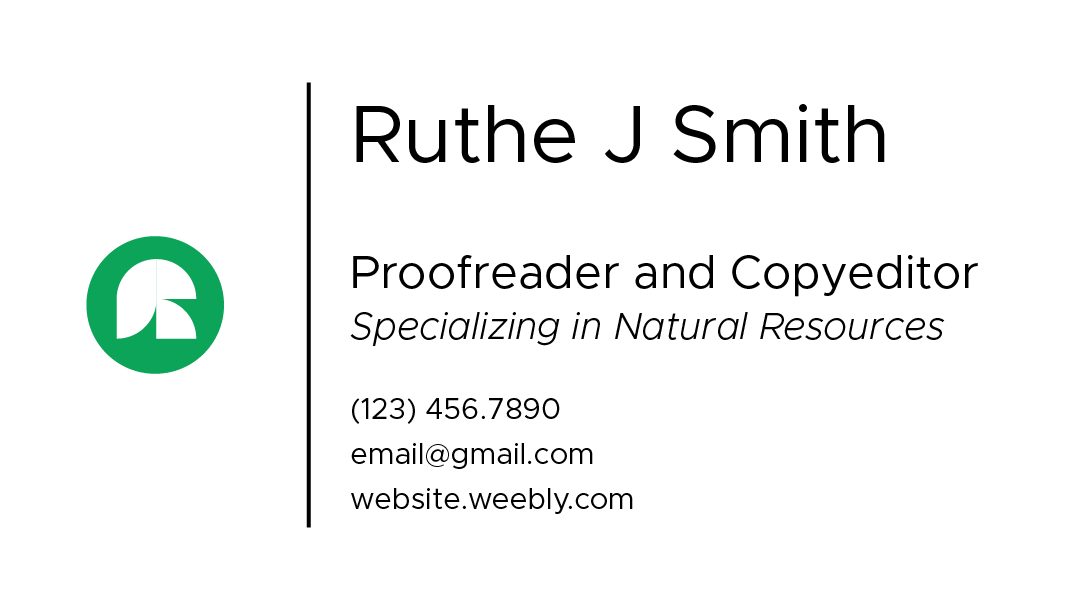 Ruthe J Smith
Proofreader and Copyeditor
Specializing in Natural Resources
(123) 456.7890
email@gmail.com
website.weebly.com